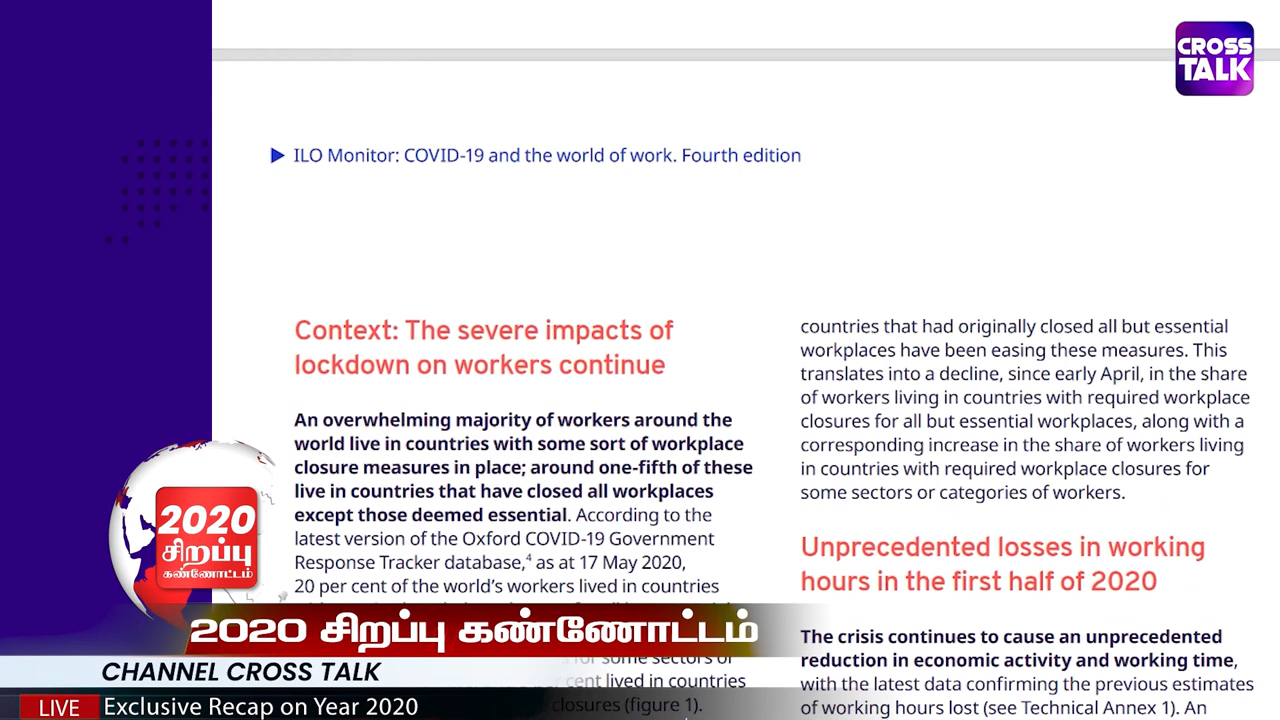 CROSS
TALK
ILO Monitor: COVID-19 and the world of work. Fourth edition
Context: The severe impacts of
lockdown on workers continue
An overwhelming majority of workers around the
world live in countries with some sort of workplace
closure measures in place; around one-fifth of these
live in countries that have closed all workplaces
except those deemed essential. According to the
latest version of the Oxford COVID-19 Government
Response Tracker database,⁴ as at 17 May 2020,
20 per cent of the world's workers lived in countries
for some sectors or
cent lived in countries
closures (figure 1).
countries that had originally closed all but essential
workplaces have been easing these measures. This
translates into a decline, since early April, in the share
of workers living in countries with required workplace
closures for all but essential workplaces, along with a
corresponding increase in the share of workers living
in countries with required workplace closures for
some sectors or categories of workers.
Unprecedented losses in working
hours in the first half of 2020
The crisis continues to cause an unprecedented
reduction in economic activity and working time,
with the latest data confirming the previous estimates
of working hours lost (see Technical Annex 1). An
2020
சிறப்பு
கண்ணோட்டம்
2020 சிறப்பு கண்ணோட்டம்
CHANNEL CROSS TALK
LIVE Exclusive Recap on Year 2020